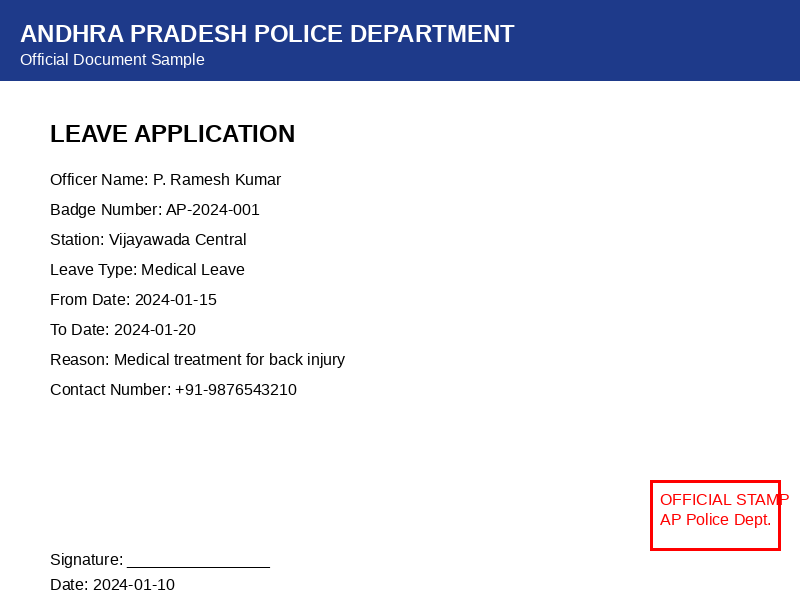 ANDHRA PRADESH POLICE DEPARTMENT
Official Document Sample
LEAVE APPLICATION
Officer Name: P. Ramesh Kumar
Badge Number: AP-2024-001
Station: Vijayawada Central
Leave Type: Medical Leave
From Date: 2024-01-15
To Date: 2024-01-20
Reason: Medical treatment for back injury
Contact Number: +91-9876543210
OFFICIAL STAMP
AP Police Dept.
Signature: ________________
Date: 2024-01-10